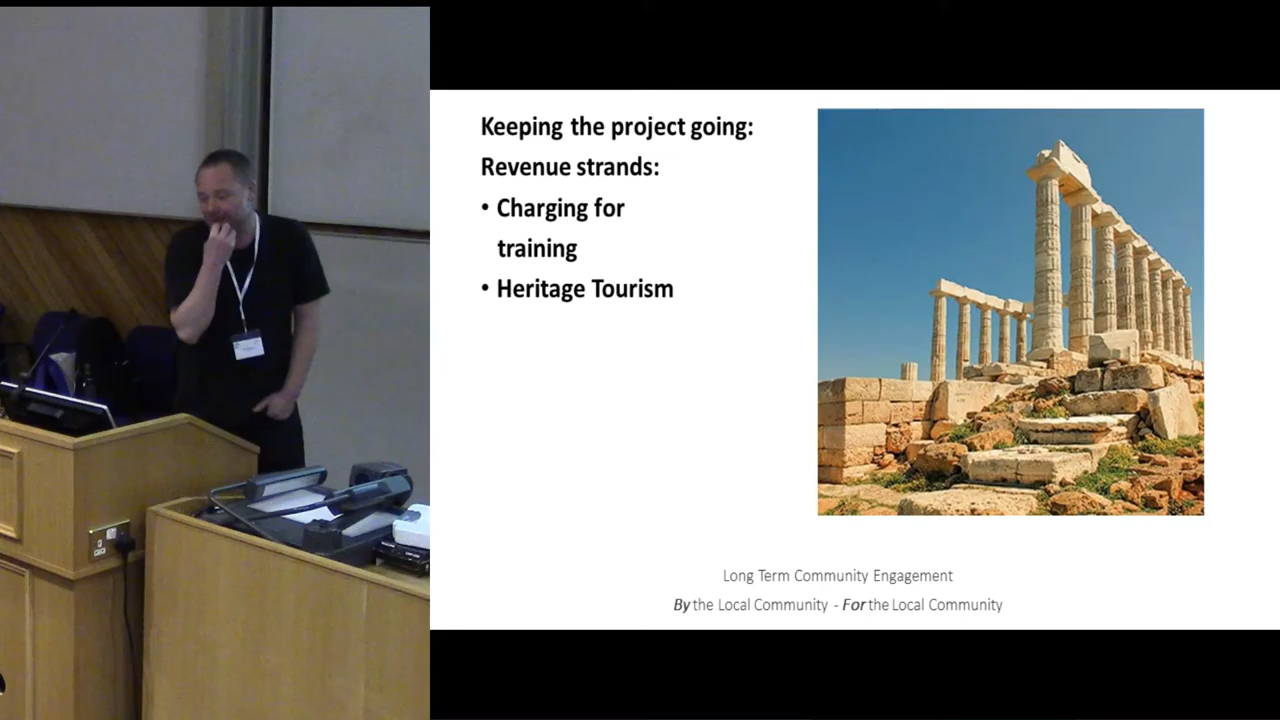 Keeping the project going:
Revenue strands:
• Charging for
training
• Heritage Tourism
Long Term Community Engagement
By the Local Community - For the Local Community